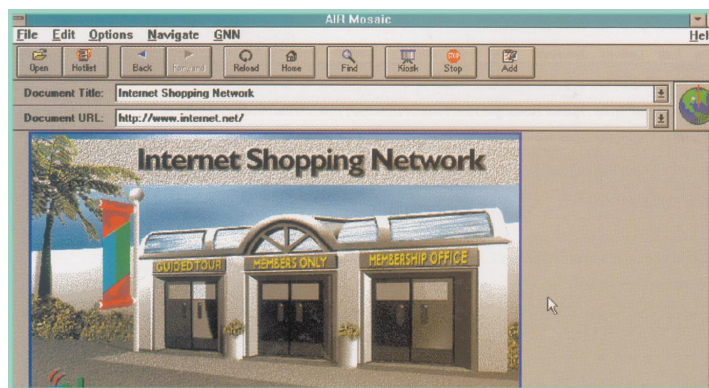 AIR Mosaic
File Edit Options Navigate GNN Hel
Open Hotlist Back Forward Reload Home Find Kiosk Stop Add
Document Title: Internet Shopping Network
Document URL: http://www.internet.net/
Internet Shopping Network
GUIDED TOUR MEMBERS ONLY MEMBERSHIP OFFICE